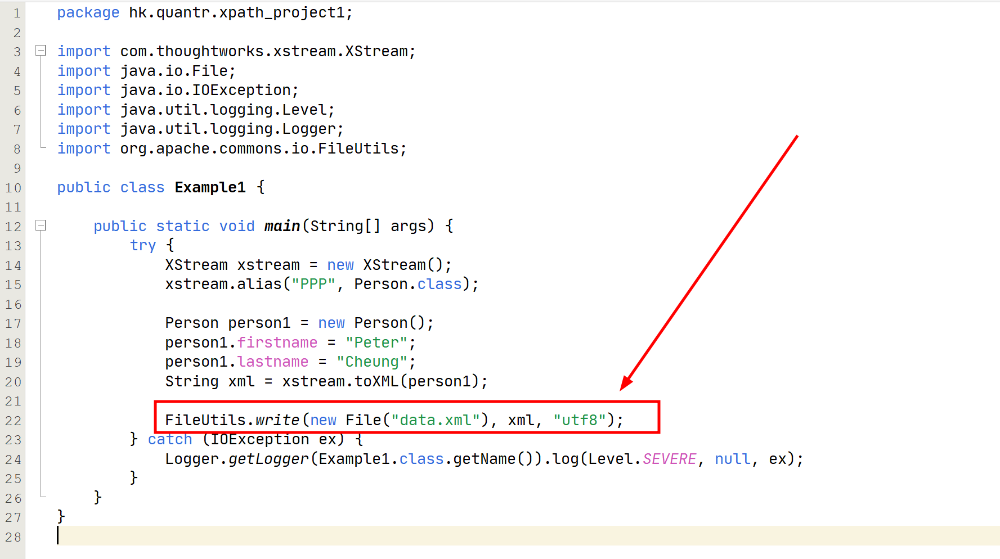 1 package hk.quantr.xpath_project1;
2
3 import com.thoughtworks.xstream.XStream;
4 import java.io.File;
5 import java.io.IOException;
6 import java.util.logging.Level;
7 import java.util.logging.Logger;
8 import org.apache.commons.io.FileUtils;
9
10 public class Example1 {
11
12     public static void main(String[] args) {
13         try {
14             XStream xstream = new XStream();
15             xstream.alias("PPP", Person.class);
16
17             Person person1 = new Person();
18             person1.firstname = "Peter";
19             person1.lastname = "Cheung";
20             String xml = xstream.toXML(person1);
21
22             FileUtils.write(new File("data.xml"), xml, "utf8");
23         } catch (IOException ex) {
24             Logger.getLogger(Example1.class.getName()).log(Level.SEVERE, null, ex);
25         }
26     }
27 }
28